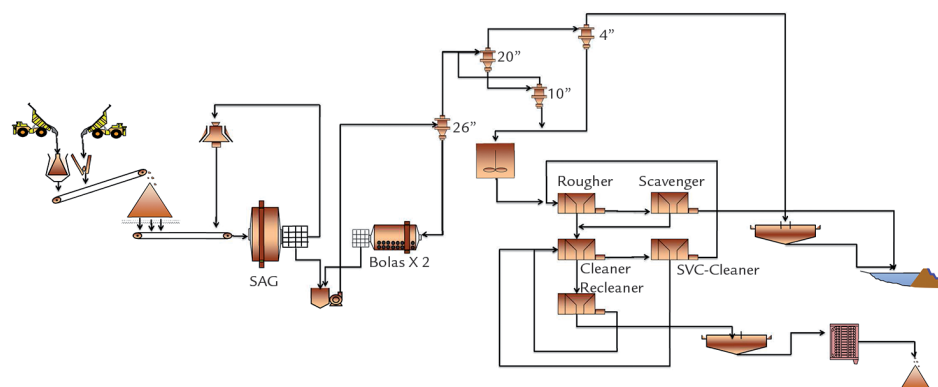 4”
20”
10”
26”
Rougher
Scavenger
Bolas X 2
Cleaner
SVC-Cleaner
SAG
Recleaner